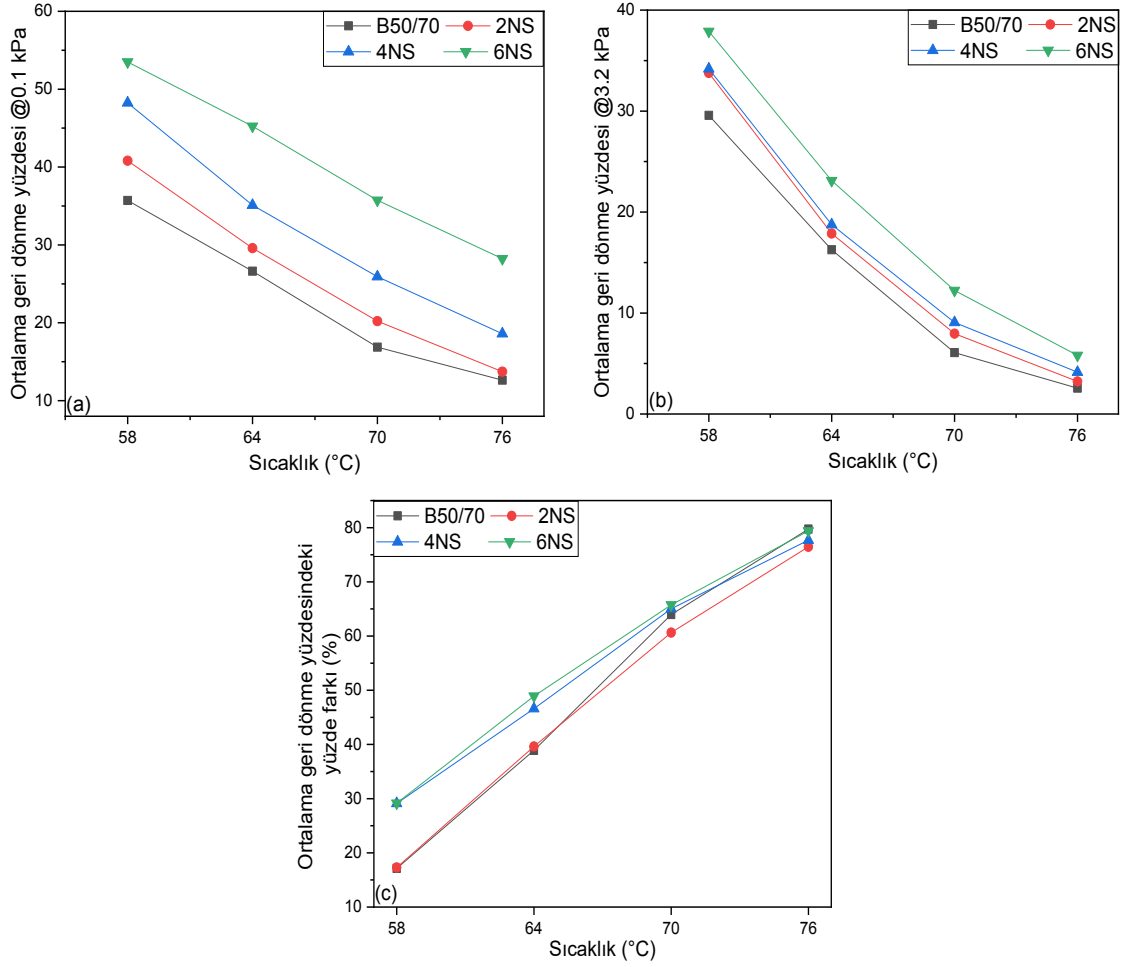 Ortalama geri dönme yüzdesi @0.1 kPa
60
50
40
30
20
10
B50/70
2NS
4NS
6NS
(a)
58
64
70
76
Sıcaklık (°C)
Ortalama geri dönme yüzdesi @3.2 kPa
40
30
20
10
0
B50/70
2NS
4NS
6NS
(b)
58
64
70
76
Sıcaklık (°C)
Ortalama geri dönme yüzdesindeki
yüzde farkı (%)
80
70
60
50
40
30
20
10
B50/70
2NS
4NS
6NS
(c)
58
64
70
76
Sıcaklık (°C)